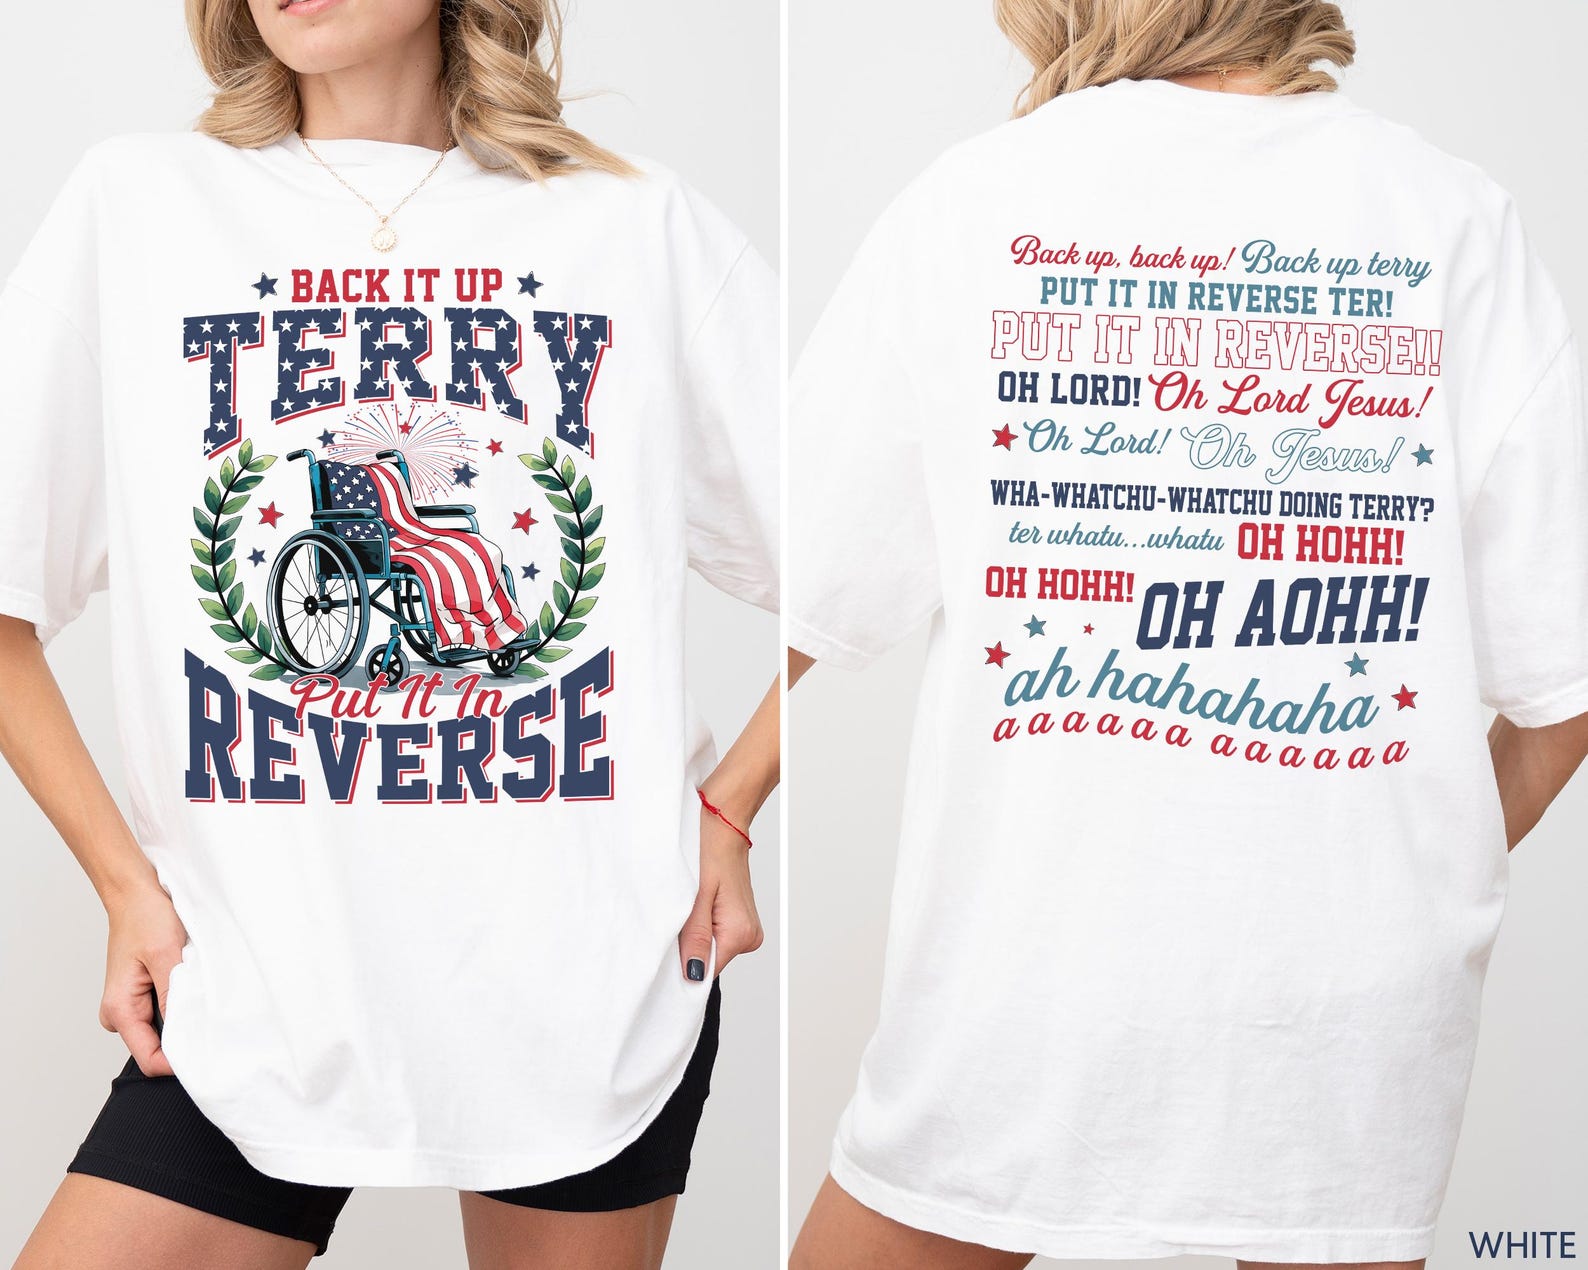 BACK IT UP
TERRY
Put It In
REVERSE
Back up, back up! Back up terry
PUT IT IN REVERSE TER!
PUT IT IN REVERSE!!
OH LORD! Oh Lord Jesus!
Oh Lord! Oh Jesus!
WHA-WHATCHU-WHATCHU DOING TERRY?
ter whatu...whatu OH HOHH!
OH HOHH! OH AOHH!
ah hahahahaha
a a a a a a a a a a a a
WHITE